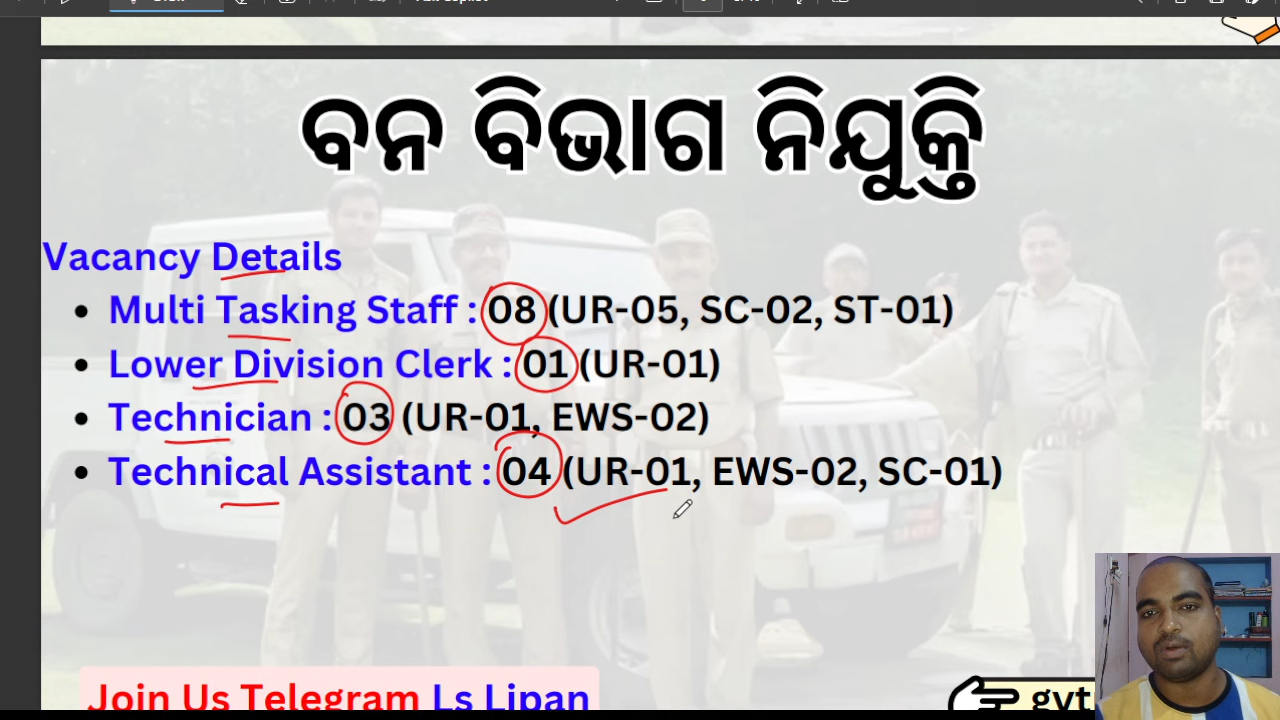 ବନ ବିଭାଗ ନିଯୁକ୍ତି
Vacancy Details
• Multi Tasking Staff : 08 (UR-05, SC-02, ST-01)
• Lower Division Clerk : 01 (UR-01)
• Technician : 03 (UR-01, EWS-02)
• Technical Assistant : 04 (UR-01, EWS-02, SC-01)
Join Us Telegram Ls Lipan